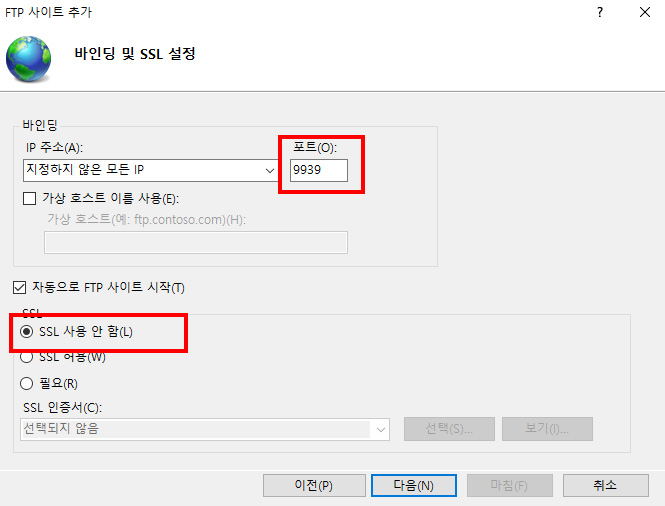 FTP 사이트 추가
?
바인딩 및 SSL 설정
바인딩
IP 주소(A):
포트(O):
지정하지 않은 모든 IP
9939
가상 호스트 이름 사용(E):
가상 호스트(예: ftp.contoso.com)(H):
자동으로 FTP 사이트 시작(T)
SSL
SSL 사용 안 함(L)
SSL 허용(W)
필요(R)
SSL 인증서(C):
선택되지 않음
선택(S)...
보기(I)...
이전(P)
다음(N)
마침(F)
취소